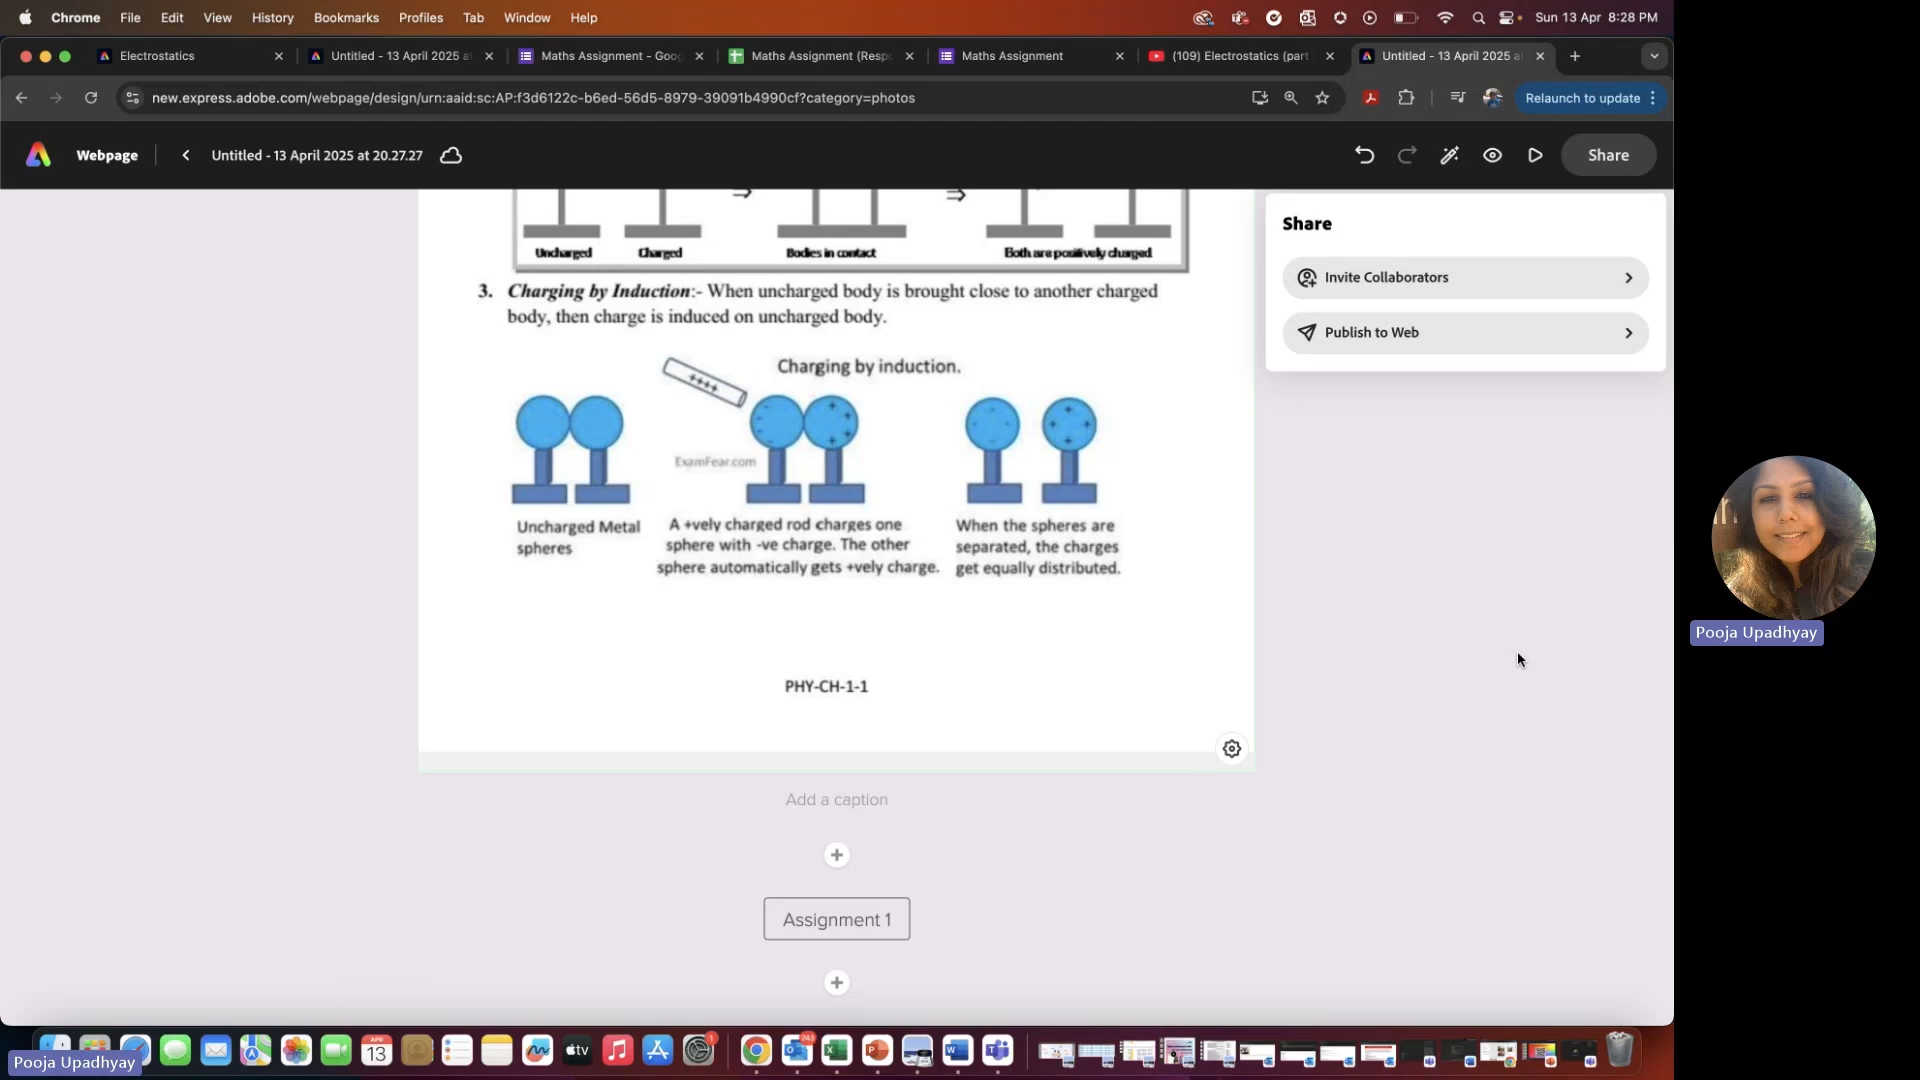 Chrome File Edit View History Bookmarks Profiles Tab Window Help
Sun 13 Apr 8:28 PM
Electrostatics
Untitled - 13 April 2025 a
Maths Assignment - Goog
Maths Assignment (Resp
Maths Assignment
(109) Electrostatics (part
Untitled - 13 April 2025 a
new.express.adobe.com/webpage/design/urn:aaid:sc:AP:f3d6122c-b6ed-56d5-8979-39091b4990cf?category=photos
Relaunch to update
Webpage
Untitled - 13 April 2025 at 20.27.27
Share
Uncharged
Charged
Bodies in contact
Both are positively charged
3. Charging by Induction:- When uncharged body is brought close to another charged
body, then charge is induced on uncharged body.
Charging by induction.
ExamFear.com
Uncharged Metal
spheres
A +vely charged rod charges one
sphere with -ve charge. The other
sphere automatically gets +vely charge.
When the spheres are
separated, the charges
get equally distributed.
PHY-CH-1-1
Add a caption
Assignment 1
Share
Invite Collaborators
Publish to Web
Pooja Upadhyay
APR
13
tv
243
1
Pooja Upadhyay